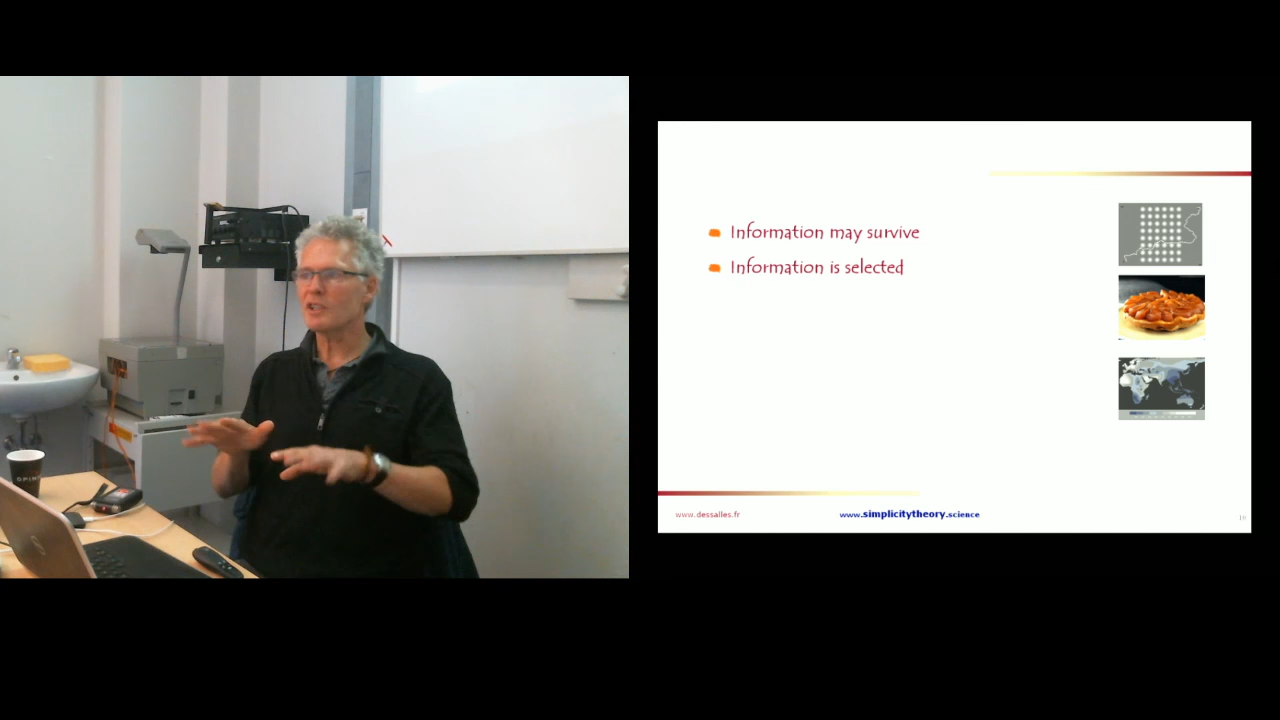 Information may survive
Information is selected
www.dessalles.fr
www.simplicitytheory.science